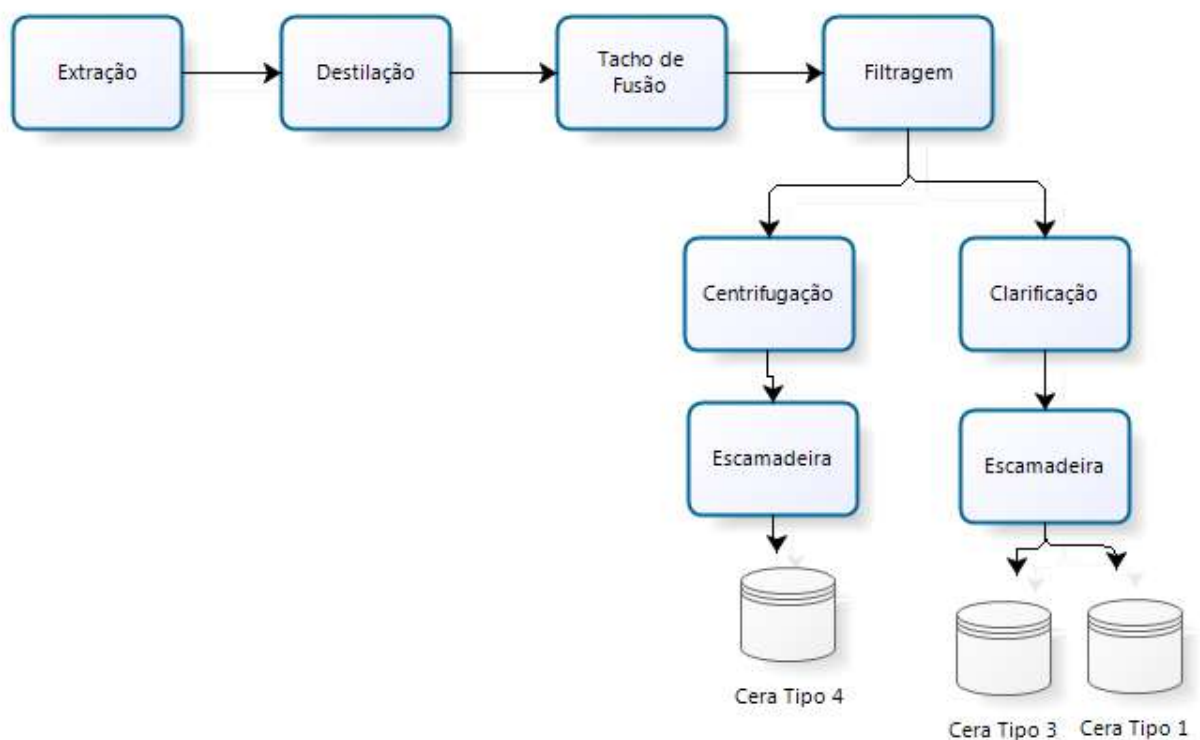 Extração
Destilação
Tacho de
Fusão
Filtragem
Centrifugação
Clarificação
Escamadeira
Escamadeira
Cera Tipo 4
Cera Tipo 3
Cera Tipo 1